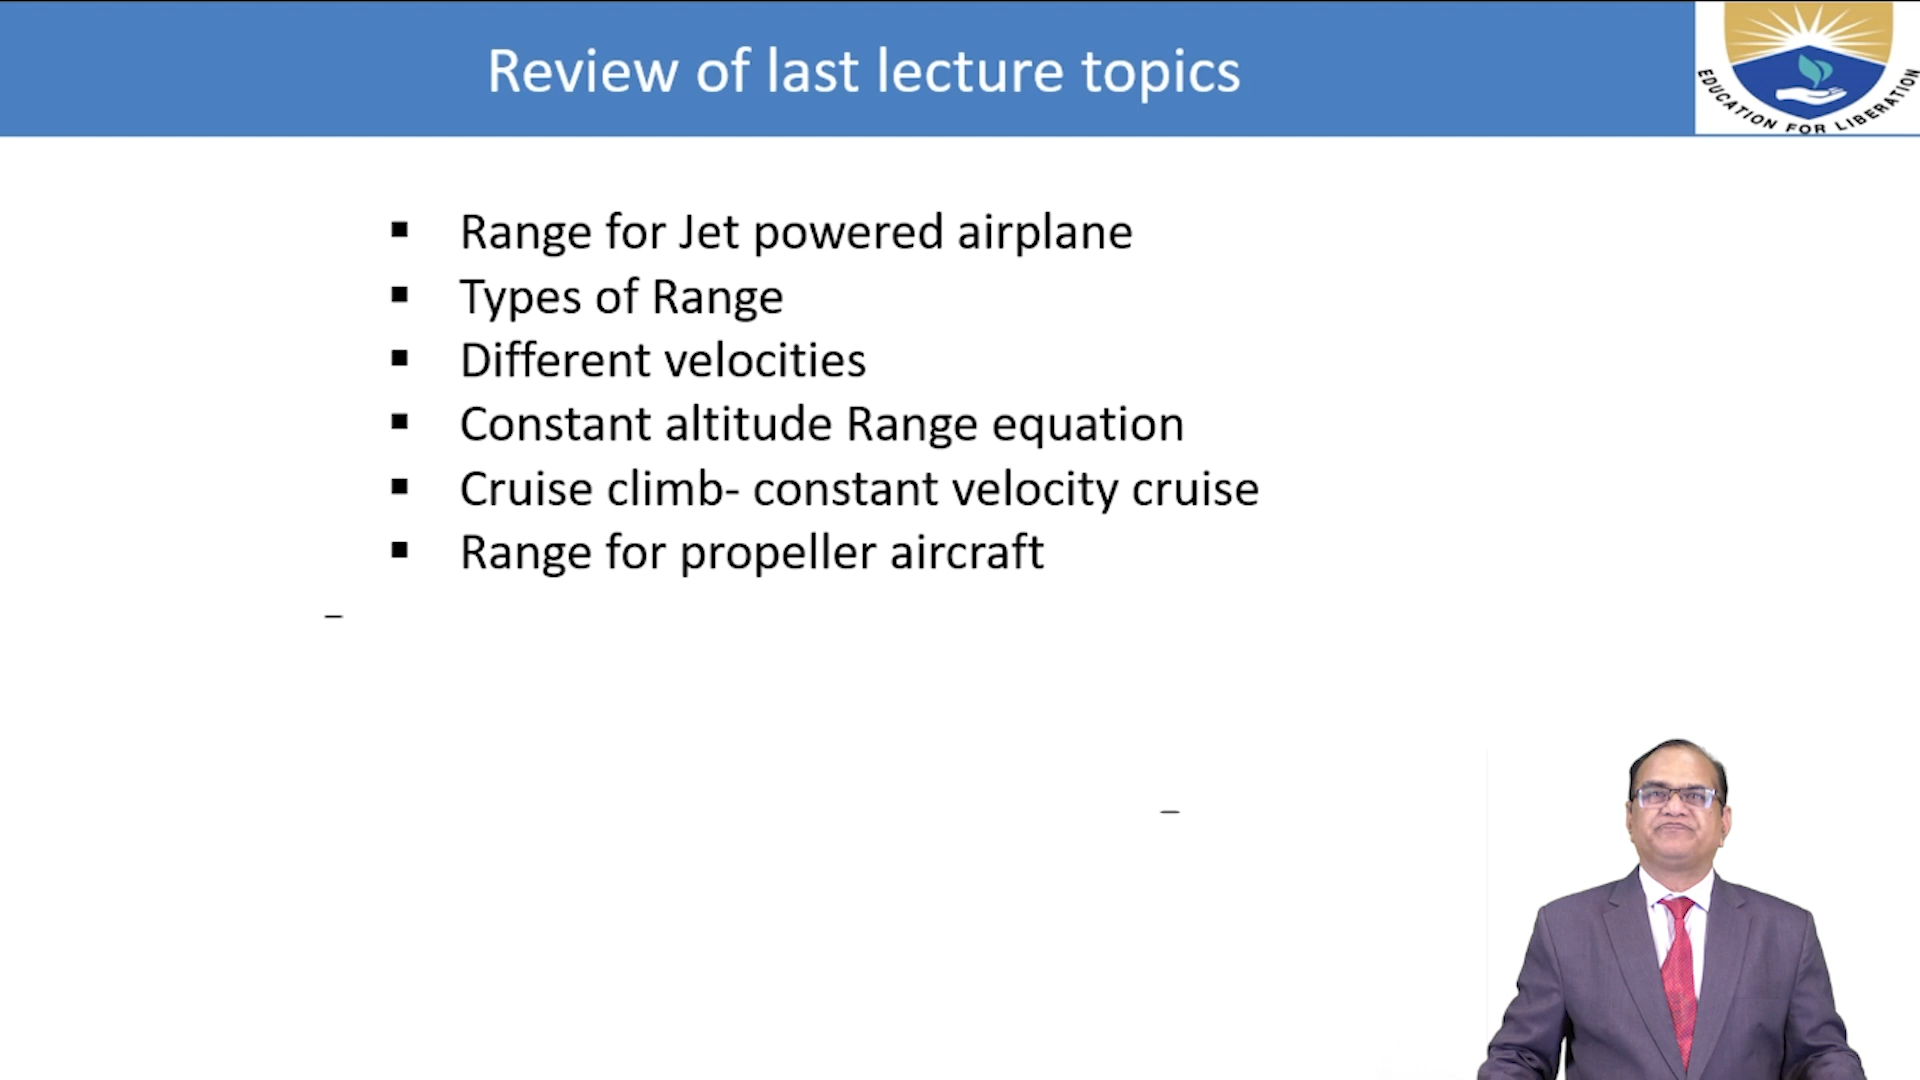 Review of last lecture topics
EDUCATION FOR LIBERATION
▪ Range for Jet powered airplane
▪ Types of Range
▪ Different velocities
▪ Constant altitude Range equation
▪ Cruise climb- constant velocity cruise
▪ Range for propeller aircraft
–
–